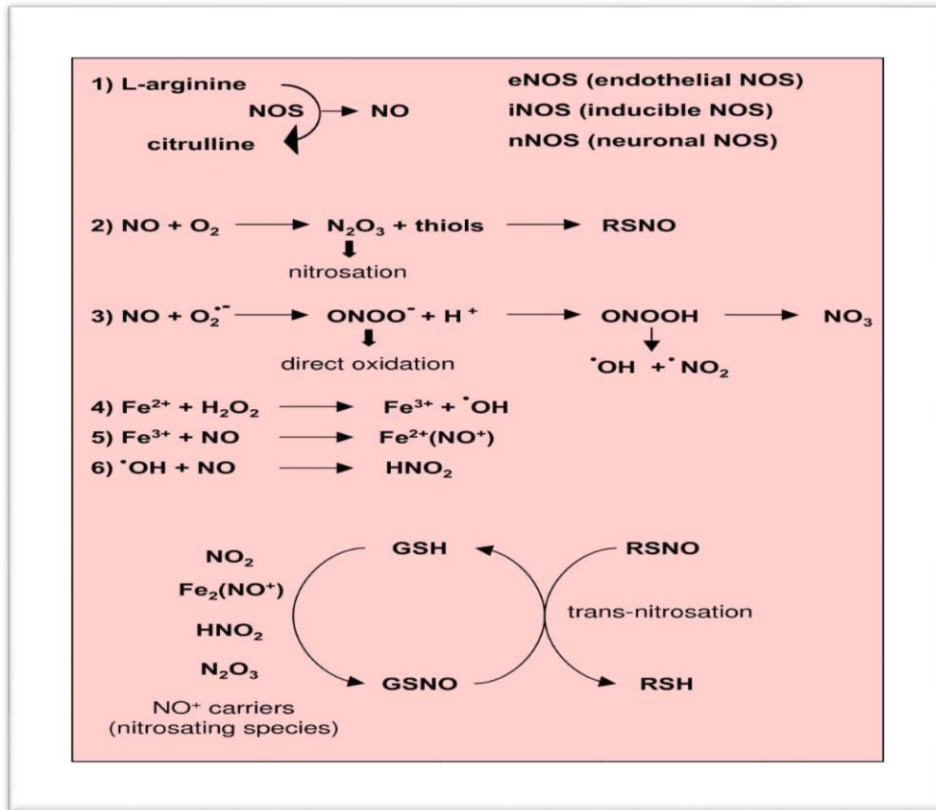 1) L-arginine
NOS → NO
citrulline
eNOS (endothelial NOS)
iNOS (inducible NOS)
nNOS (neuronal NOS)
2) NO + O₂ → N₂O₃ + thiols → RSNO
nitrosation
3) NO + O₂•⁻ → ONOO⁻ + H⁺ → ONOOH → NO₃
direct oxidation
•OH + •NO₂
4) Fe²⁺ + H₂O₂ → Fe³⁺ + •OH
5) Fe³⁺ + NO → Fe²⁺(NO⁺)
6) •OH + NO → HNO₂
NO₂
Fe₂(NO⁺)
HNO₂
N₂O₃
NO⁺ carriers
(nitrosating species)
GSH
GSNO
RSNO
trans-nitrosation
RSH